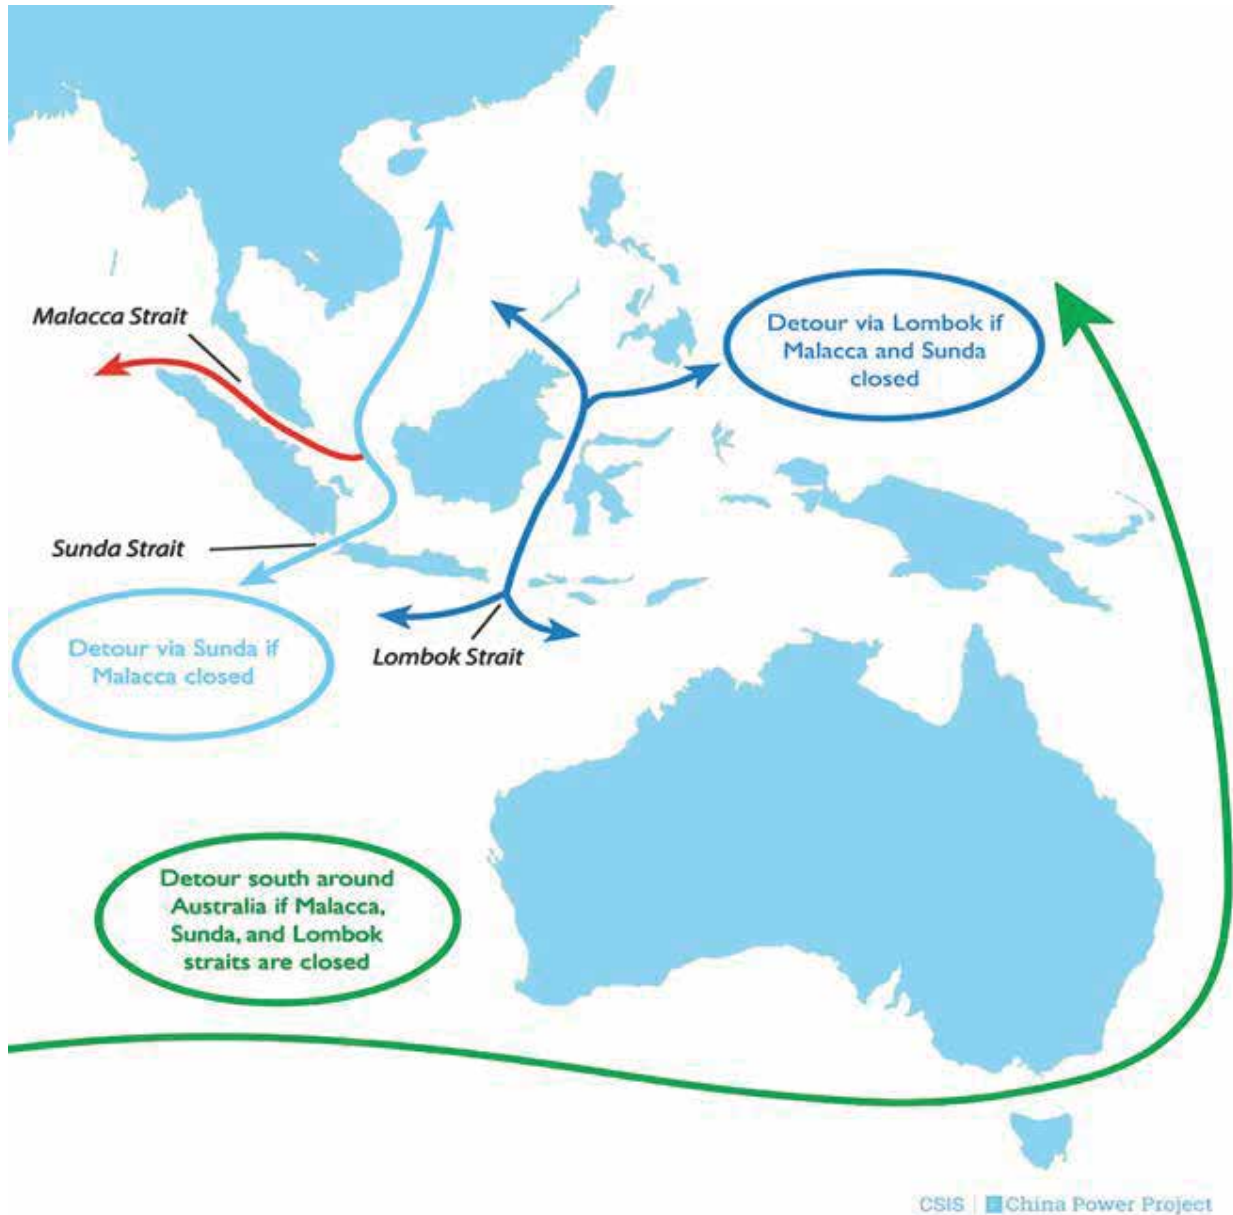 Malacca Strait
Detour via Lombok if
Malacca and Sunda
closed
Sunda Strait
Detour via Sunda if
Malacca closed
Lombok Strait
Detour south around
Australia if Malacca,
Sunda, and Lombok
straits are closed
CSIS | China Power Project